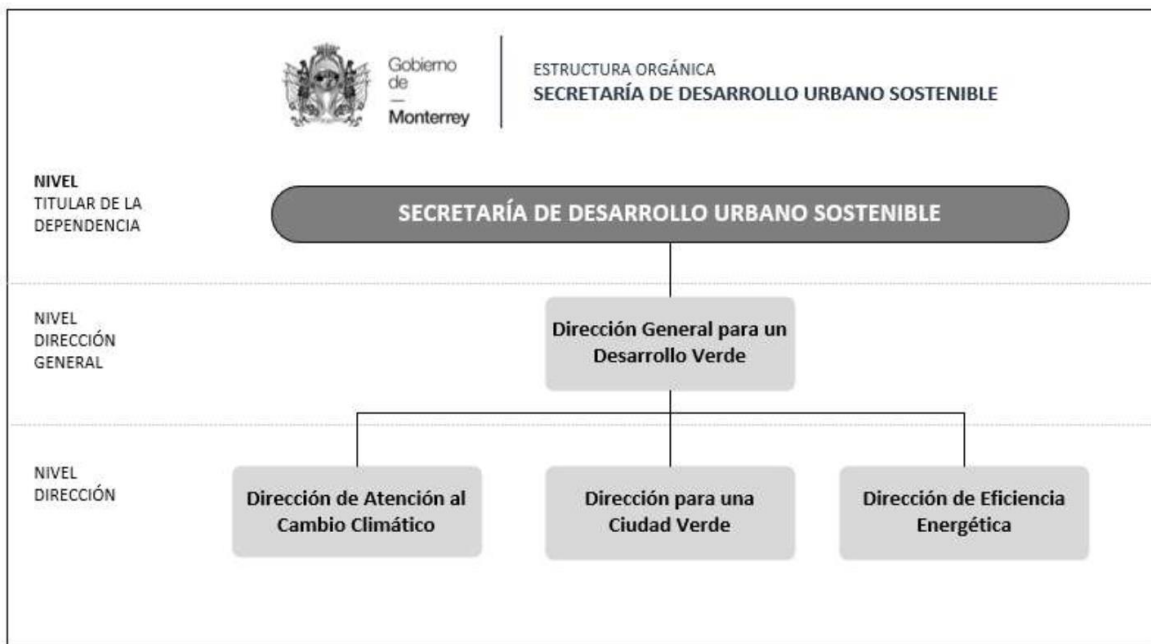 Gobierno
de
—
Monterrey
ESTRUCTURA ORGÁNICA
SECRETARÍA DE DESARROLLO URBANO SOSTENIBLE
NIVEL
TITULAR DE LA
DEPENDENCIA
SECRETARÍA DE DESARROLLO URBANO SOSTENIBLE
NIVEL
DIRECCIÓN
GENERAL
Dirección General para un
Desarrollo Verde
NIVEL
DIRECCIÓN
Dirección de Atención al
Cambio Climático
Dirección para una
Ciudad Verde
Dirección de Eficiencia
Energética